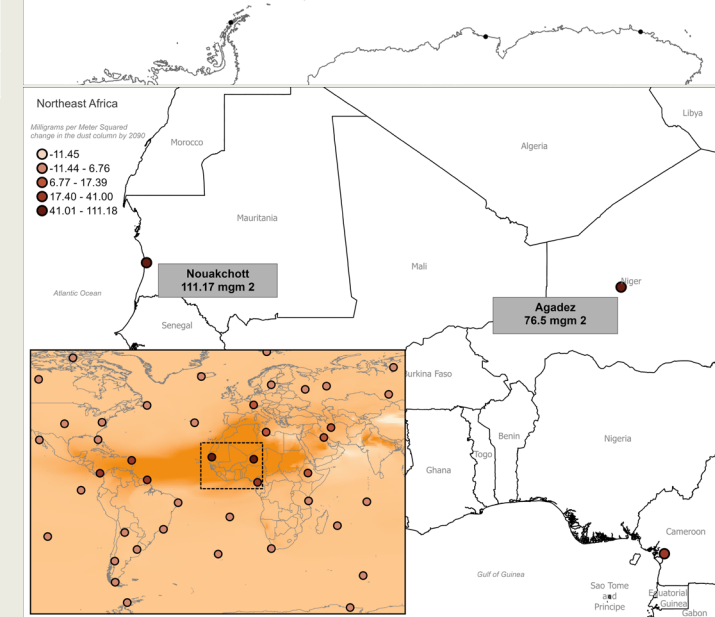 Northeast Africa
Milligrams per Meter Squared
change in the dust column by 2090
-11.45
-11.44 - 6.76
6.77 - 17.39
17.40 - 41.00
41.01 - 111.18
Libya
Morocco
Algeria
Mauritania
Mali
Niger
Nouakchott
111.17 mgm 2
Atlantic Ocean
Agadez
76.5 mgm 2
Senegal
Burkina Faso
Benin
Nigeria
Togo
Ghana
Cameroon
Gulf of Guinea
Sao Tome
and
Principe
Equatorial
Guinea
Gabon